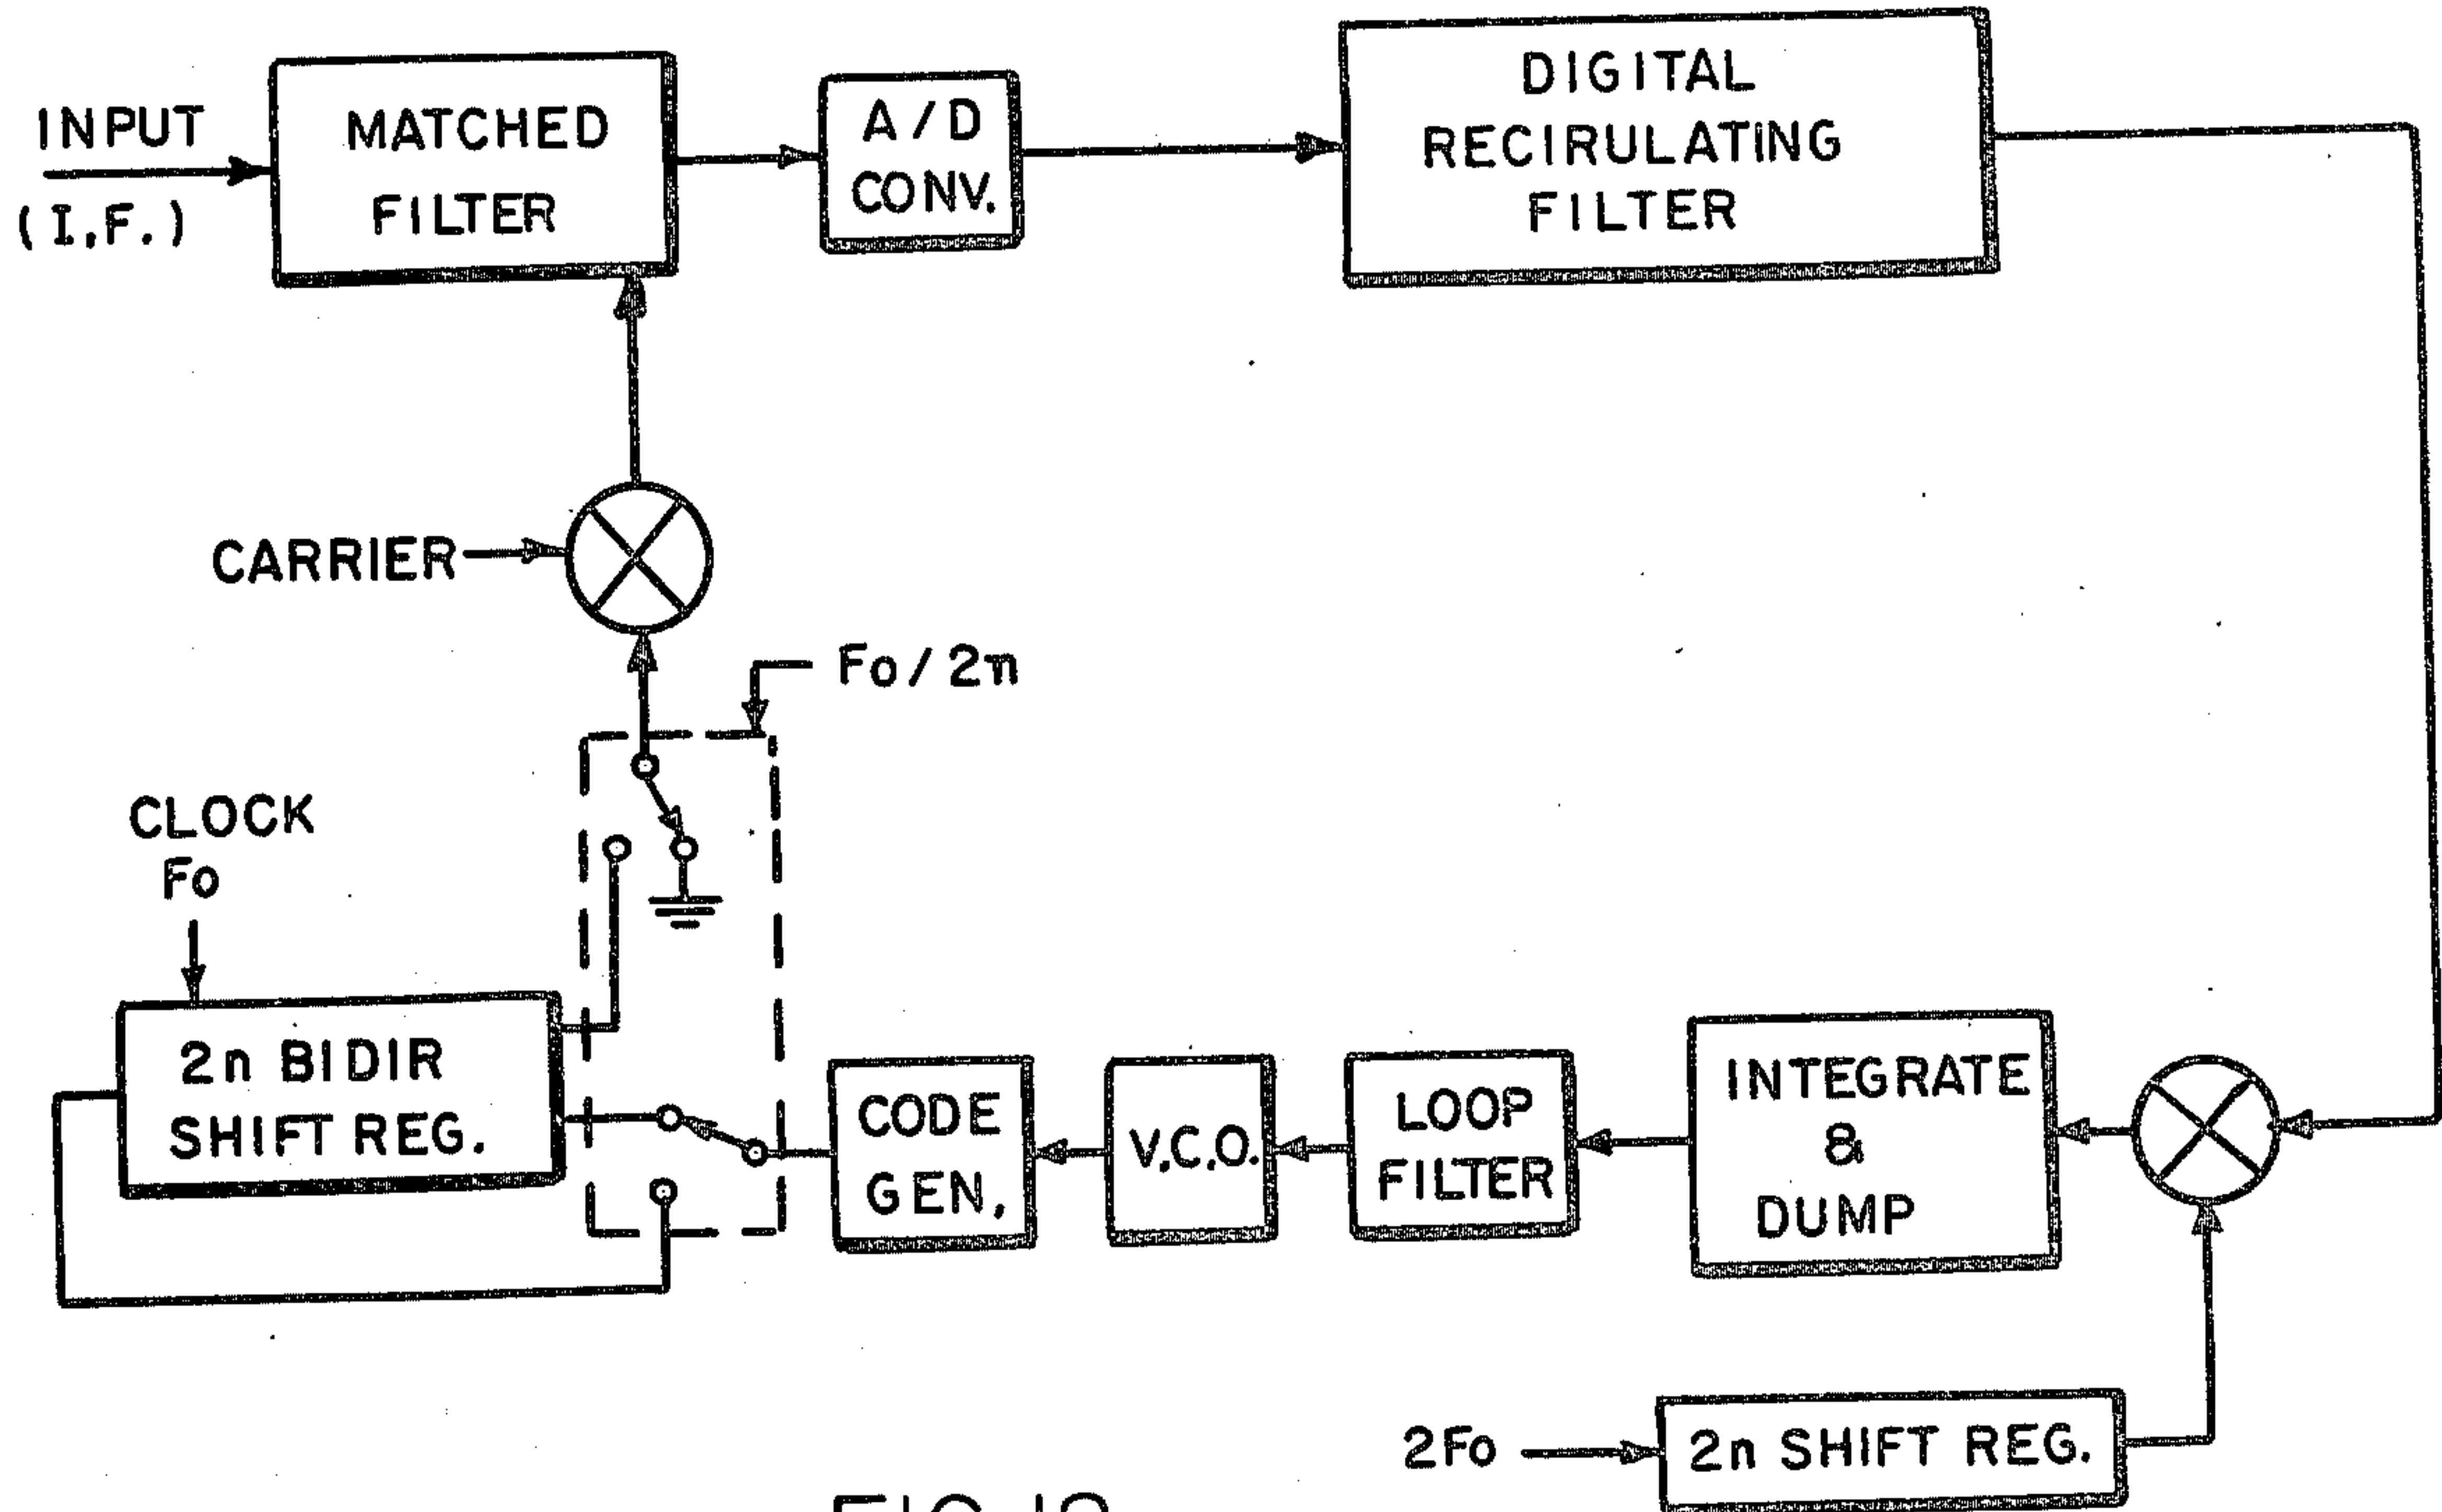 INPUT
(I.F.)
MATCHED
FILTER
A/D
CONV.
DIGITAL
RECIRULATING
FILTER
CARRIER
Fo/2n
CLOCK
Fo
2n BIDIR
SHIFT REG.
CODE
GEN.
V.C.O.
LOOP
FILTER
INTEGRATE
&
DUMP
2Fo
2n SHIFT REG.